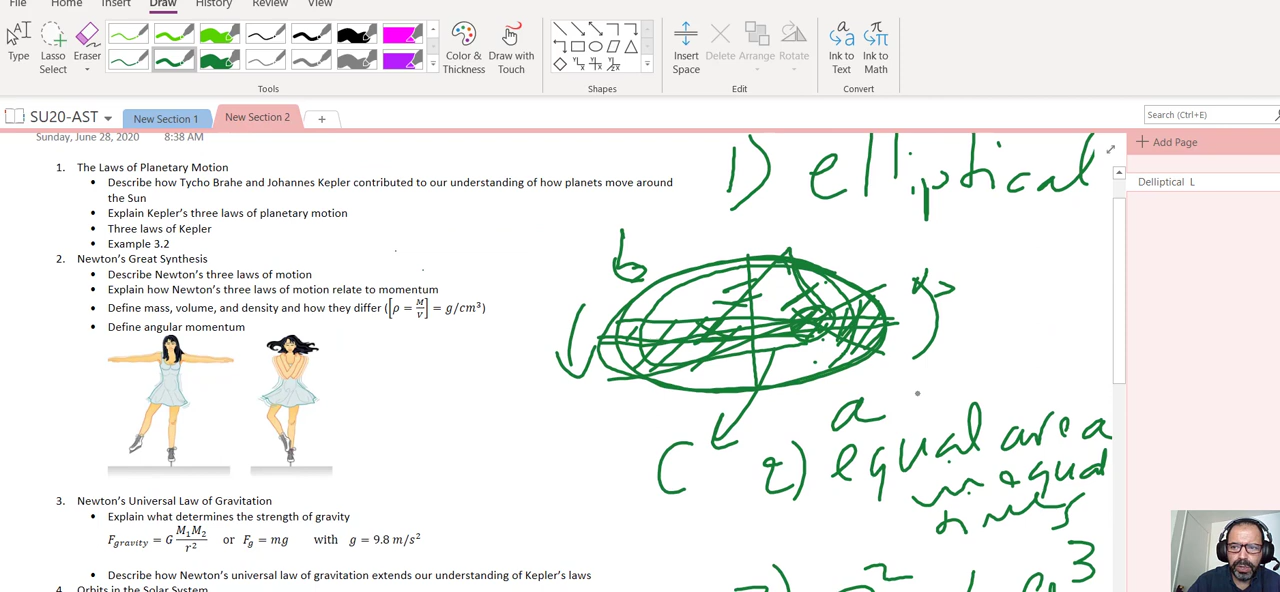 File Home Insert Draw History Review View
Type
Lasso Select
Eraser
Color & Thickness
Draw with Touch
Insert Space
Delete Arrange Rotate
Ink to Text
Ink to Math
Tools Shapes Edit Convert
SU20-AST New Section 1 New Section 2 +
Search (Ctrl+E)
Add Page
Delliptical L
Sunday, June 28, 2020 8:38 AM
1. The Laws of Planetary Motion
• Describe how Tycho Brahe and Johannes Kepler contributed to our understanding of how planets move around
the Sun
• Explain Kepler's three laws of planetary motion
• Three laws of Kepler
• Example 3.2
2. Newton's Great Synthesis
• Describe Newton's three laws of motion
• Explain how Newton's three laws of motion relate to momentum
• Define mass, volume, and density and how they differ ([ρ = M/V] = g/cm³)
• Define angular momentum
3. Newton's Universal Law of Gravitation
• Explain what determines the strength of gravity
F_gravity = G M₁M₂/r² or F_g = mg with g = 9.8 m/s²
• Describe how Newton's universal law of gravitation extends our understanding of Kepler's laws
4. Orbits in the Solar System
1) elliptical
b
a
2) equal area
in equal
times